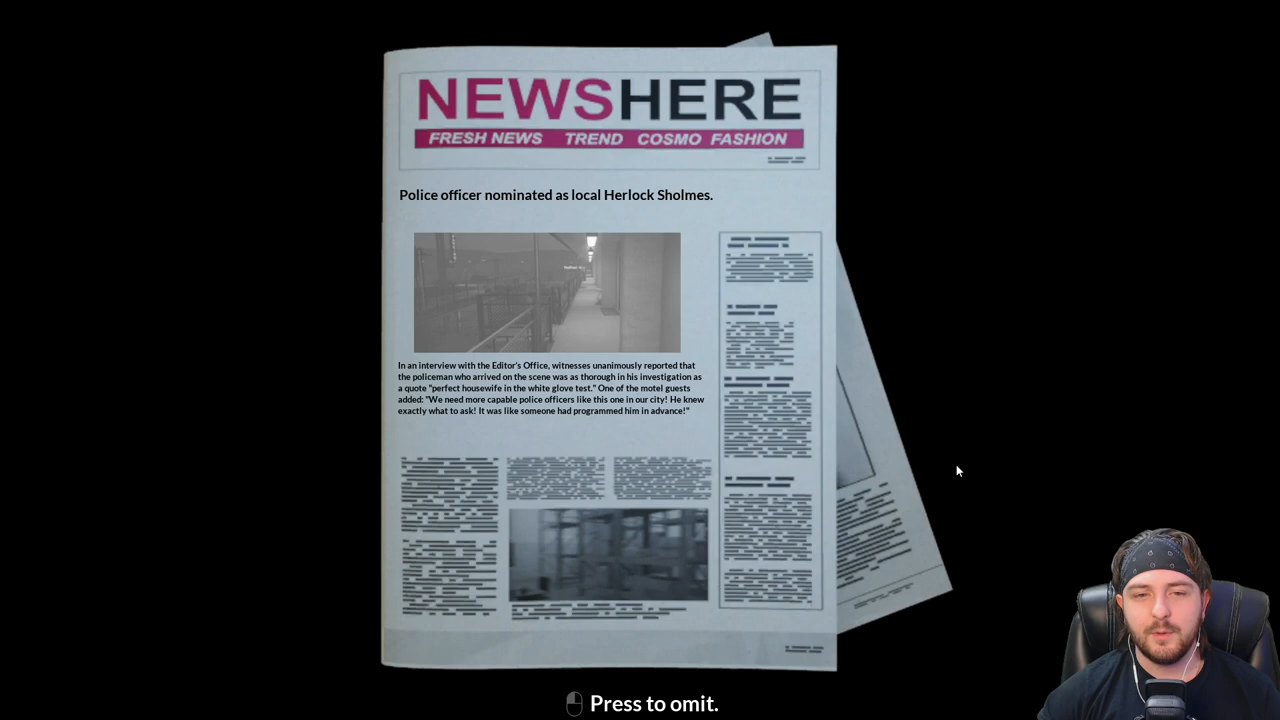 NEWSHERE
FRESH NEWS TREND COSMO FASHION
Police officer nominated as local Herlock Sholmes.
In an interview with the Editor's Office, witnesses unanimously reported that
the policeman who arrived on the scene was as thorough in his investigation as
a quote "perfect housewife in the white glove test." One of the motel guests
added: "We need more capable police officers like this one in our city! He knew
exactly what to ask! It was like someone had programmed him in advance!"
Press to omit.